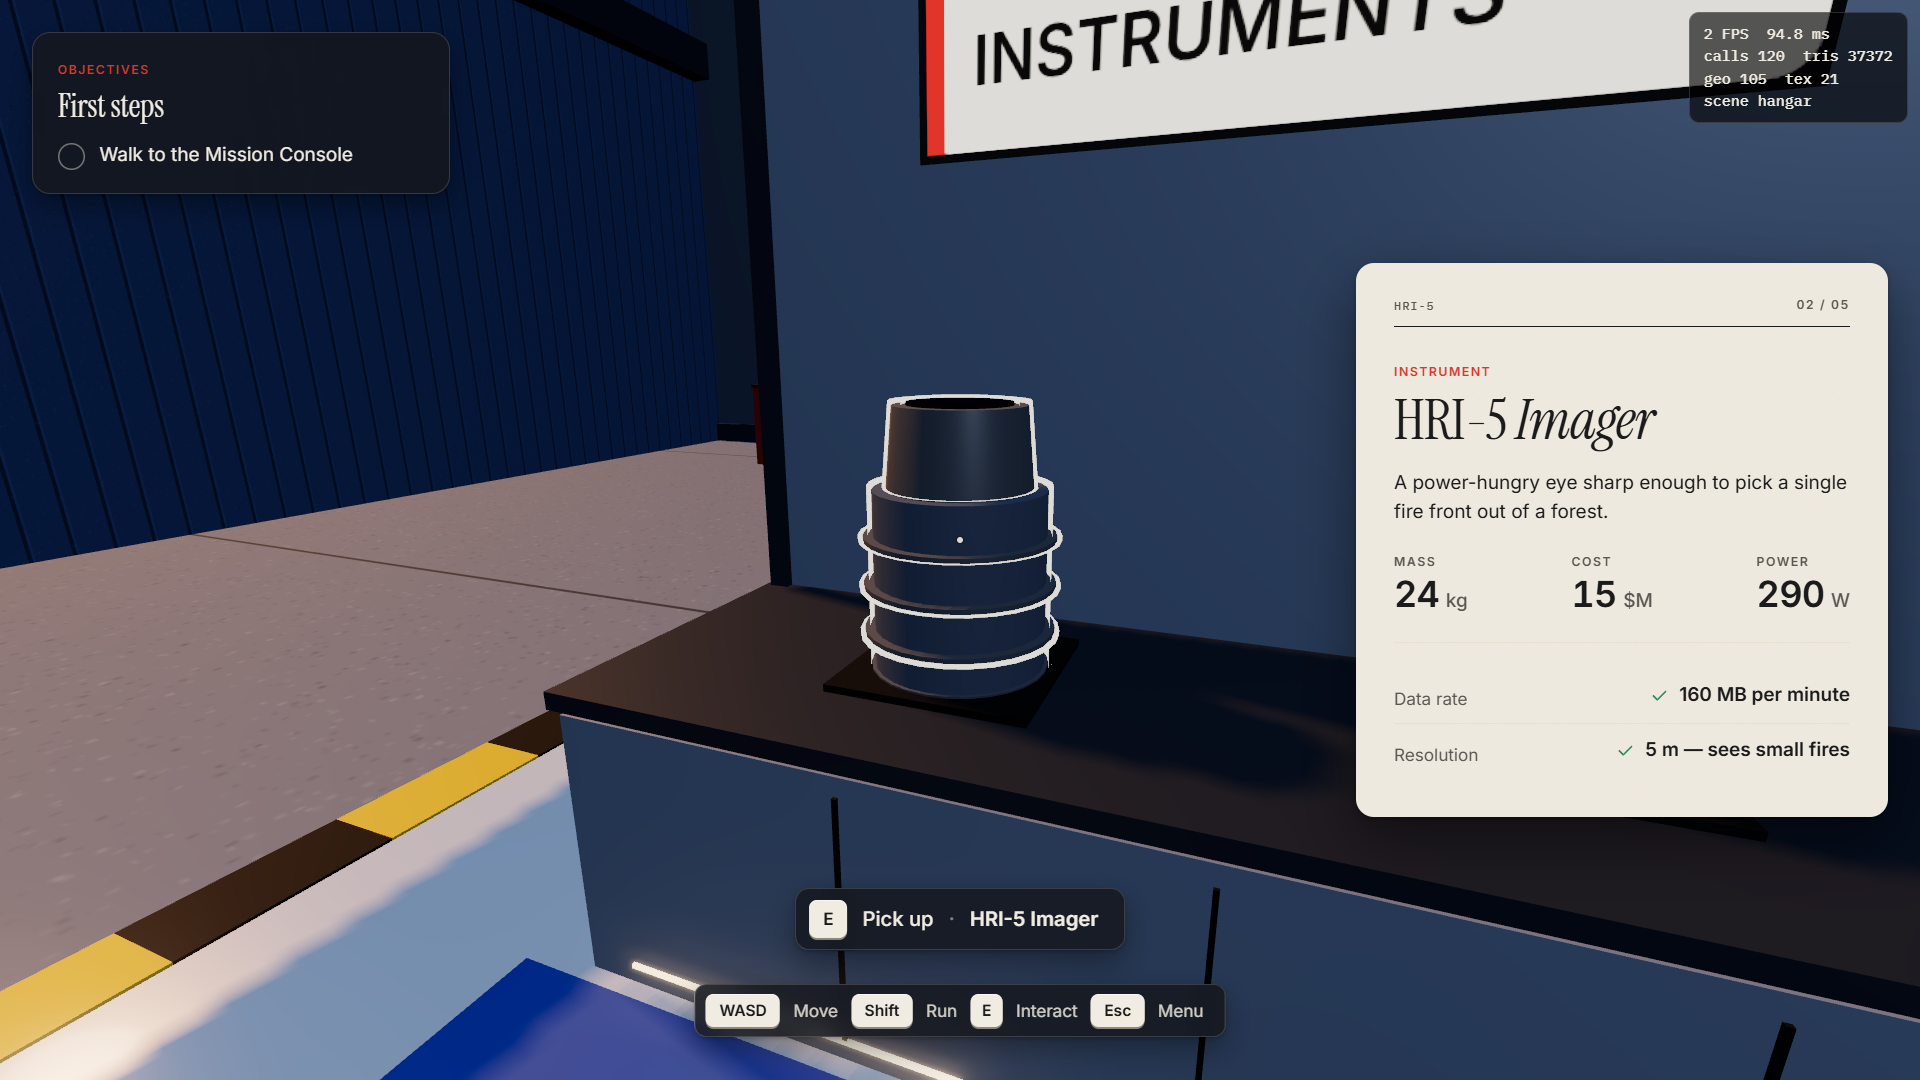 OBJECTIVES
First steps
Walk to the Mission Console
INSTRUMENTS
2 FPS 94.8 ms
calls 120 tris 37372
geo 105 tex 21
scene hangar
HRI-5
02 / 05
INSTRUMENT
HRI-5 Imager
A power-hungry eye sharp enough to pick a single
fire front out of a forest.
MASS COST POWER
24 kg 15 $M 290 W
Data rate ✓ 160 MB per minute
Resolution ✓ 5 m — sees small fires
E Pick up · HRI-5 Imager
WASD Move Shift Run E Interact Esc Menu